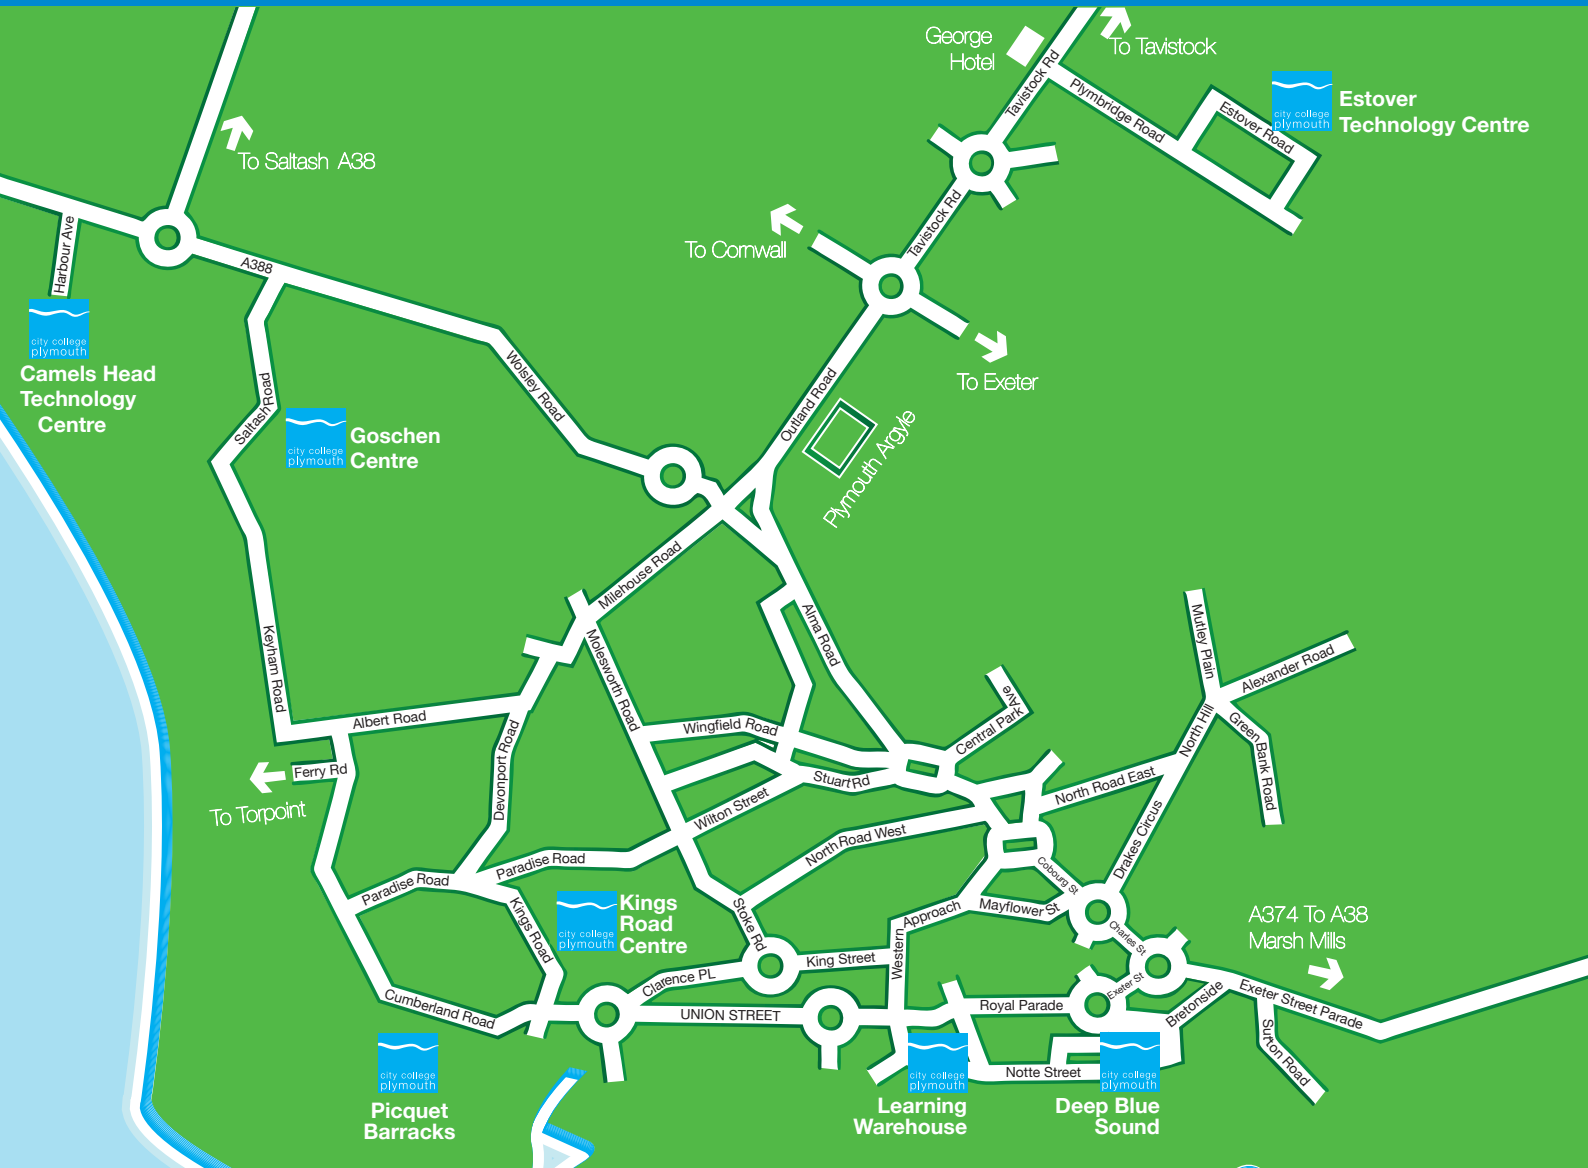 George
Hotel
To Tavistock
Tavistock Rd
Plymbridge Road
Estover Road
city college
plymouth
Estover
Technology Centre
To Saltash A38
Harbour Ave
A388
Tavistock Rd
To Cornwall
To Exeter
city college
plymouth
Camels Head
Technology
Centre
Saltash Road
city college
plymouth
Goschen
Centre
Wolsley Road
Outland Road
Plymouth Argyle
Milehouse Road
Keyham Road
Molesworth Road
Alma Road
Mutley Plain
Alexander Road
North Hill
Green Bank Road
Albert Road
Devonport Road
Wingfield Road
Central Park Ave
Ferry Rd
To Torpoint
Stuart Rd
Wilton Street
North Road East
Drakes Circus
North Road West
Paradise Road
Paradise Road
Cobourg St
Kings Road
city college
plymouth
Kings
Road
Centre
Stoke Rd
Western Approach
Mayflower St
Charles St
A374 To A38
Marsh Mills
King Street
Clarence PL
Exeter St
Cumberland Road
UNION STREET
Royal Parade
Bretonside
Exeter Street Parade
Sutton Road
city college
plymouth
Picquet
Barracks
city college
plymouth
Learning
Warehouse
Notte Street
city college
plymouth
Deep Blue
Sound